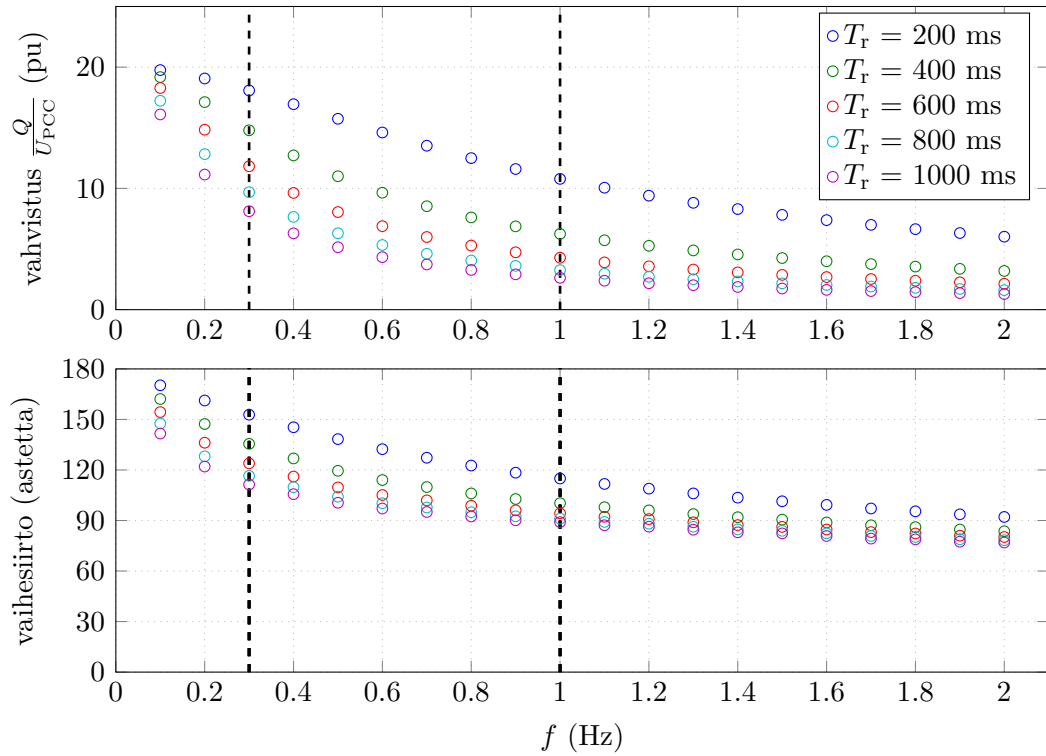 vahvistus Q/U_PCC (pu)
20
10
0
0 0.2 0.4 0.6 0.8 1 1.2 1.4 1.6 1.8 2
T_r = 200 ms
T_r = 400 ms
T_r = 600 ms
T_r = 800 ms
T_r = 1000 ms
vaihesiirto (astetta)
180
150
120
90
60
30
0
0 0.2 0.4 0.6 0.8 1 1.2 1.4 1.6 1.8 2
f (Hz)